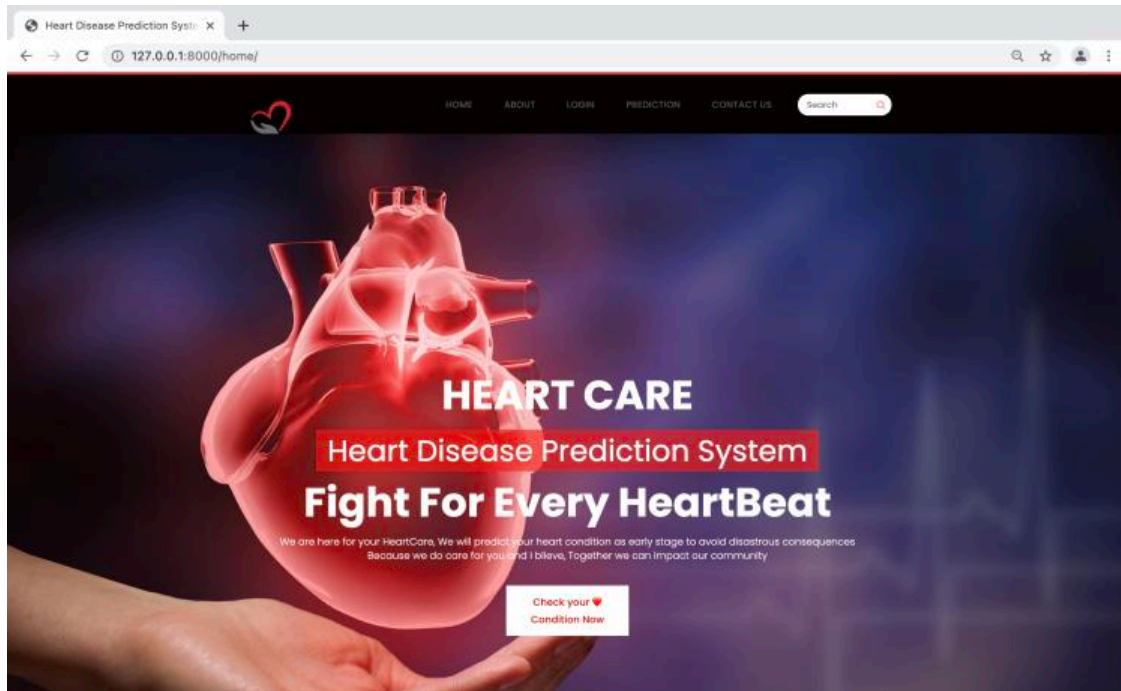 Heart Disease Prediction Syst
127.0.0.1:8000/home/
HOME ABOUT LOGIN PREDICTION CONTACT US Search
HEART CARE
Heart Disease Prediction System
Fight For Every HeartBeat
We are here for your HeartCare, We will predict your heart condition as early stage to avoid disastrous consequences
Because we do care for you and I blieve, Together we can impact our community
Check your
Condition Now